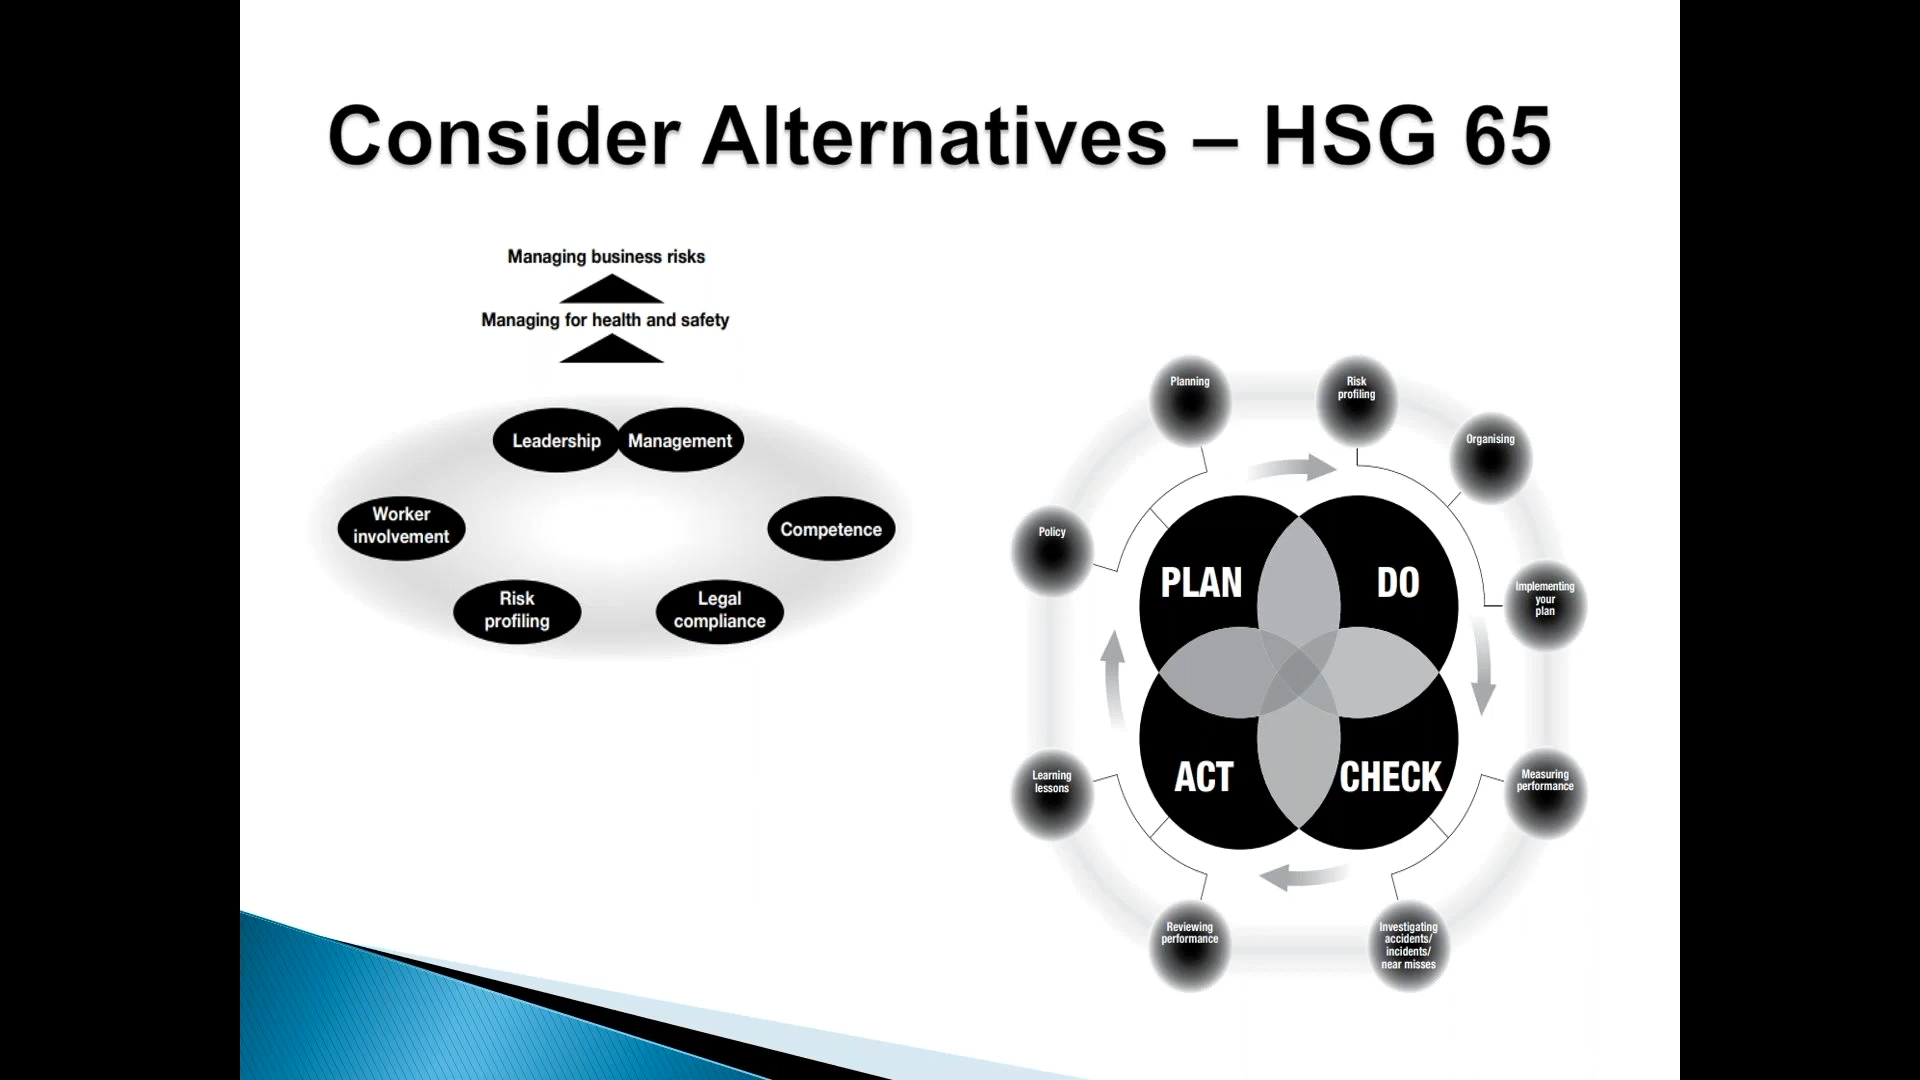 Consider Alternatives – HSG 65
Managing business risks
Managing for health and safety
Leadership
Management
Worker
involvement
Competence
Risk
profiling
Legal
compliance
Planning
Risk
profiling
Organising
Policy
Implementing
your
plan
PLAN
DO
ACT
CHECK
Learning
lessons
Measuring
performance
Reviewing
performance
Investigating
accidents/
incidents/
near misses